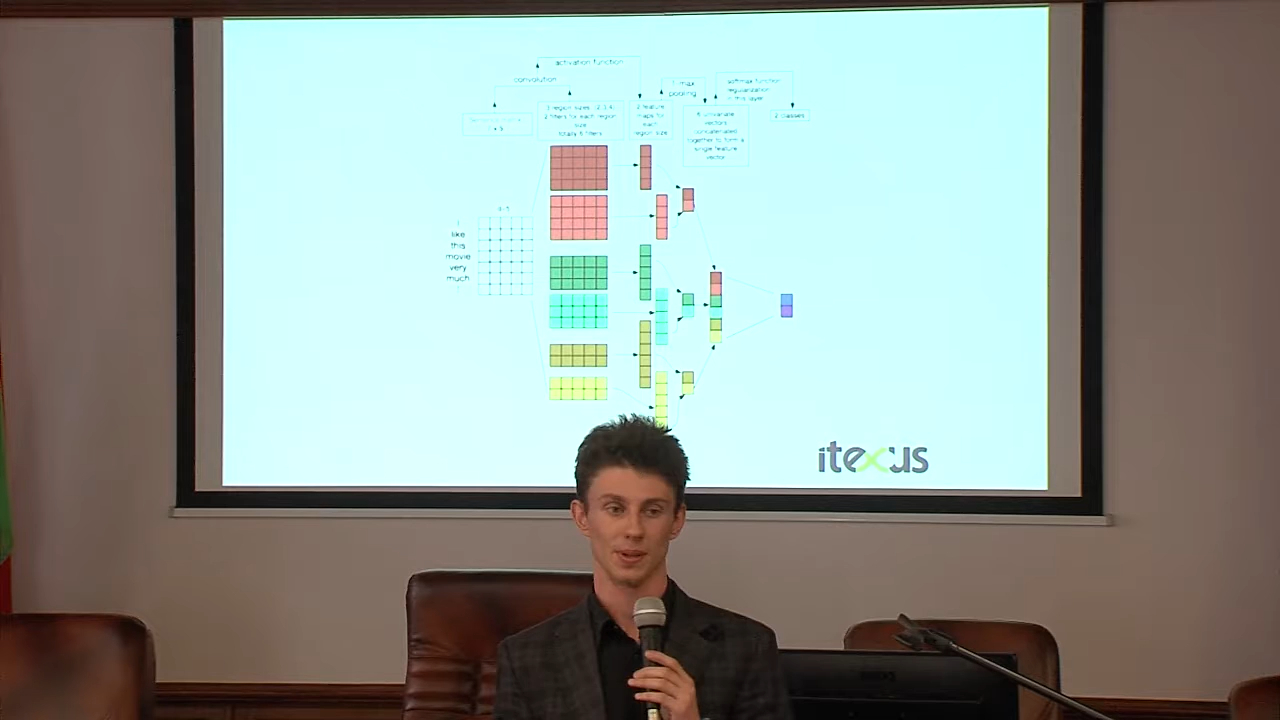 activation function
convolution
1-max
pooling
softmax function
regularization
in this layer
3 region sizes: (2,3,4)
2 filters for each region
size
totally 6 filters
2 feature
maps for
each
region size
6 univariate
vectors
concatenated
together to form a
single feature
vector
2 classes
I
like
this
movie
very
much
itexus